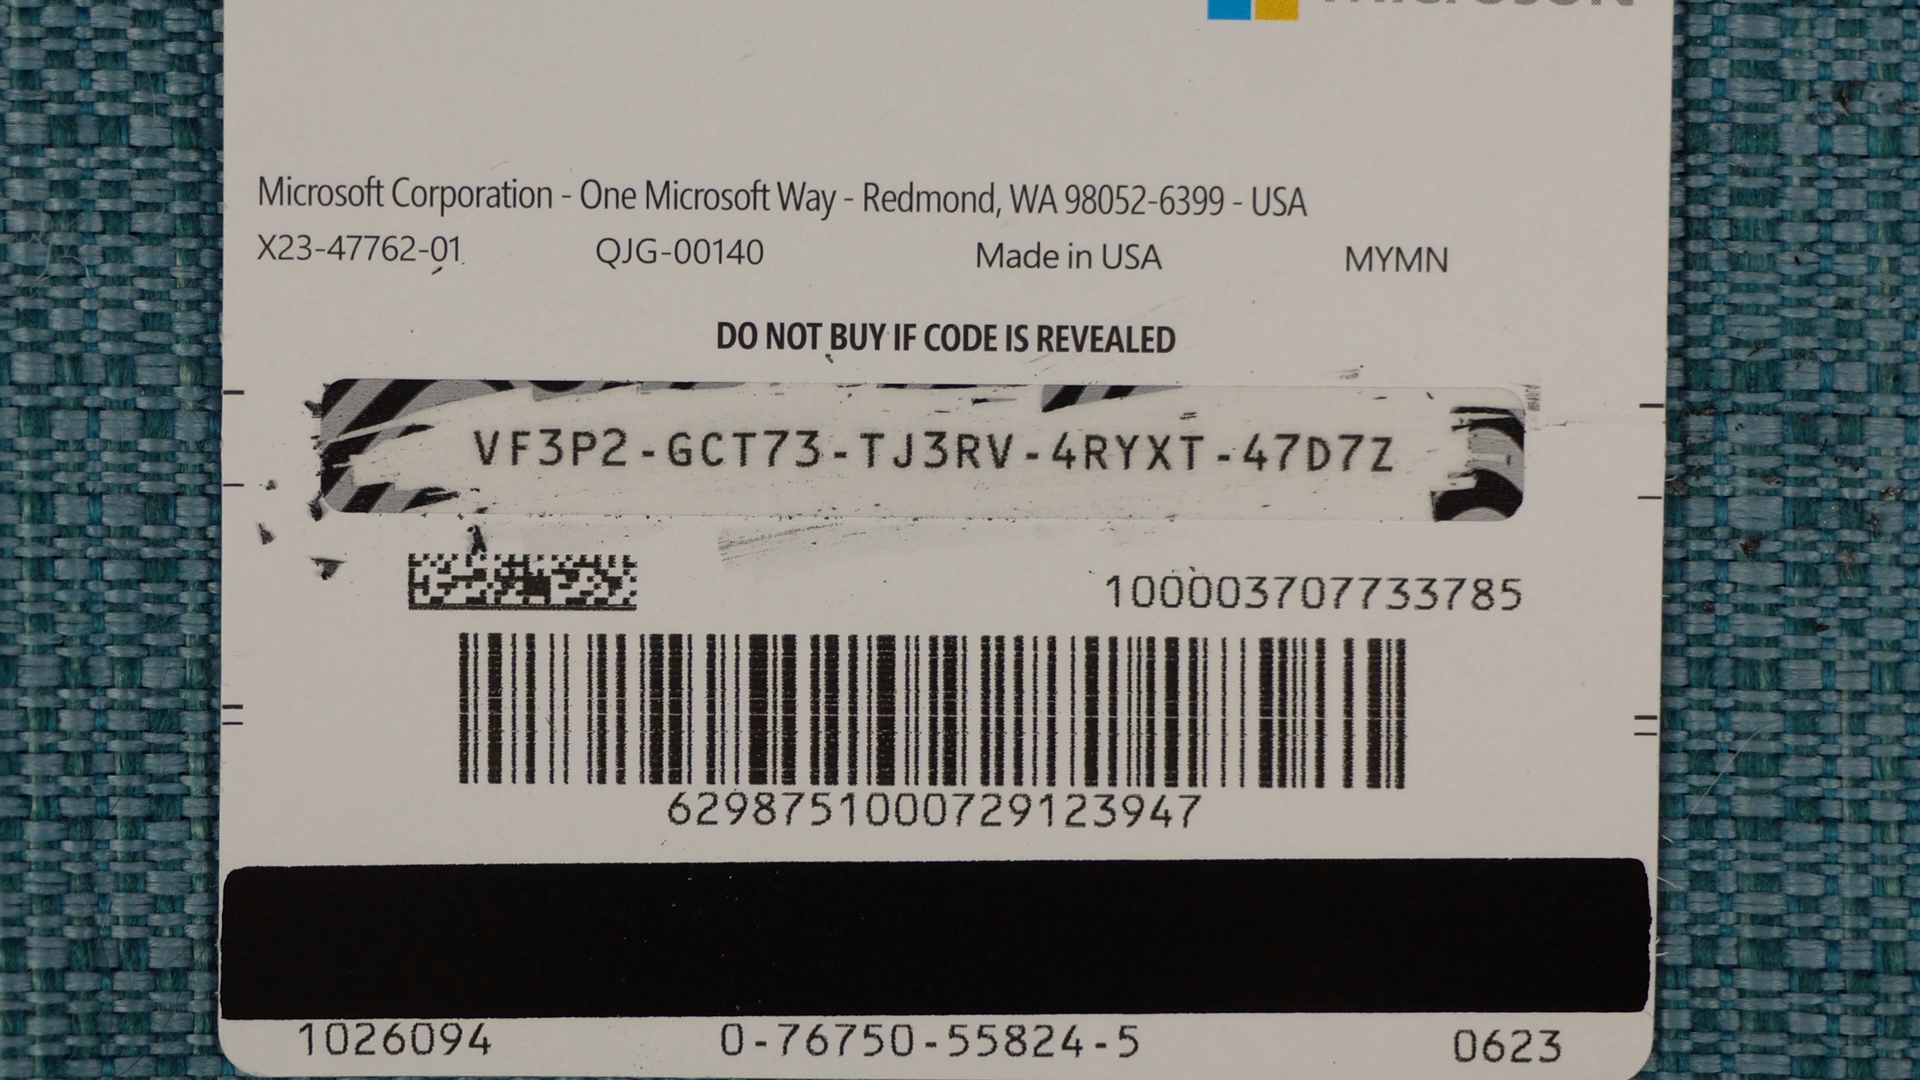 Microsoft
Microsoft Corporation - One Microsoft Way - Redmond, WA 98052-6399 - USA
X23-47762-01 QJG-00140 Made in USA MYMN
DO NOT BUY IF CODE IS REVEALED
VF3P2-GCT73-TJ3RV-4RYXT-47D7Z
100003707733785
6298751000729123947
1026094 0-76750-55824-5 0623